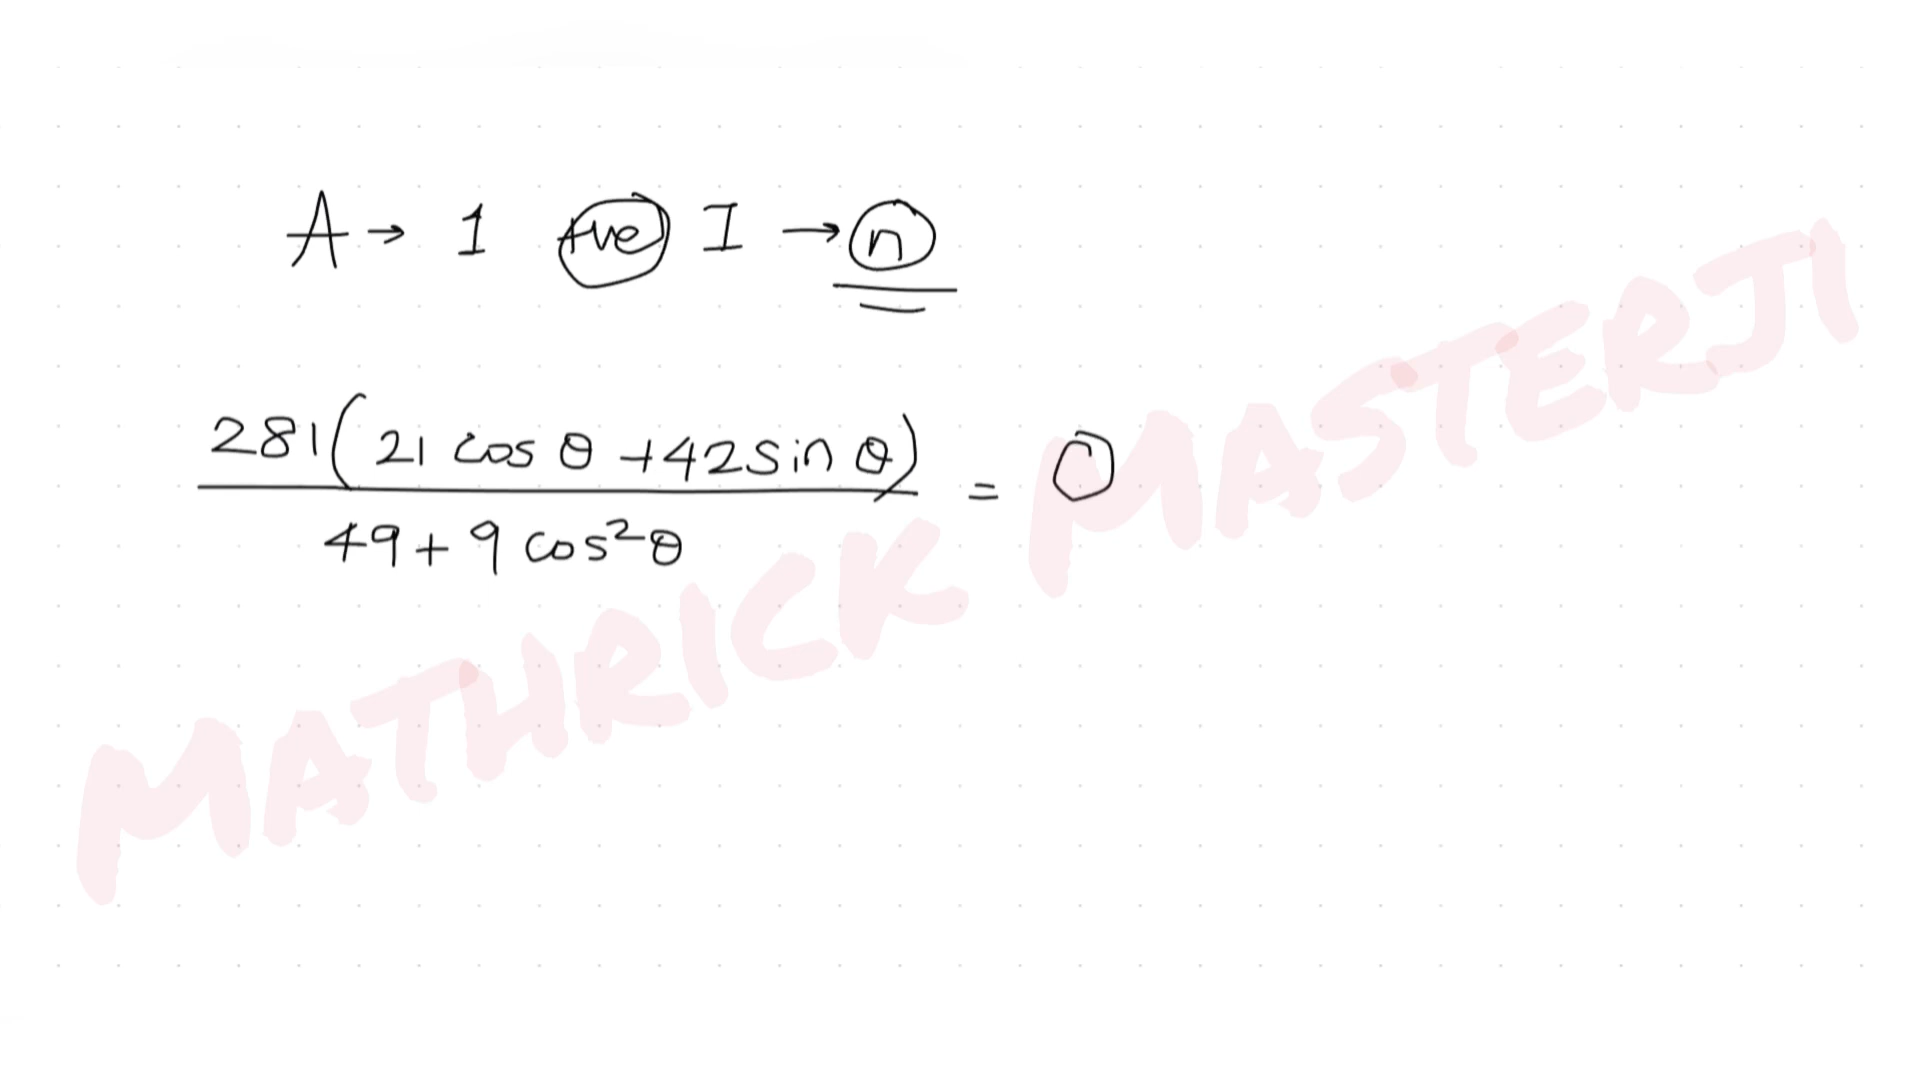 A → 1 +ve I → n
281(21 cos θ + 42 sin θ)
= 0
49 + 9 cos²θ
MATHRICK MASTERJI